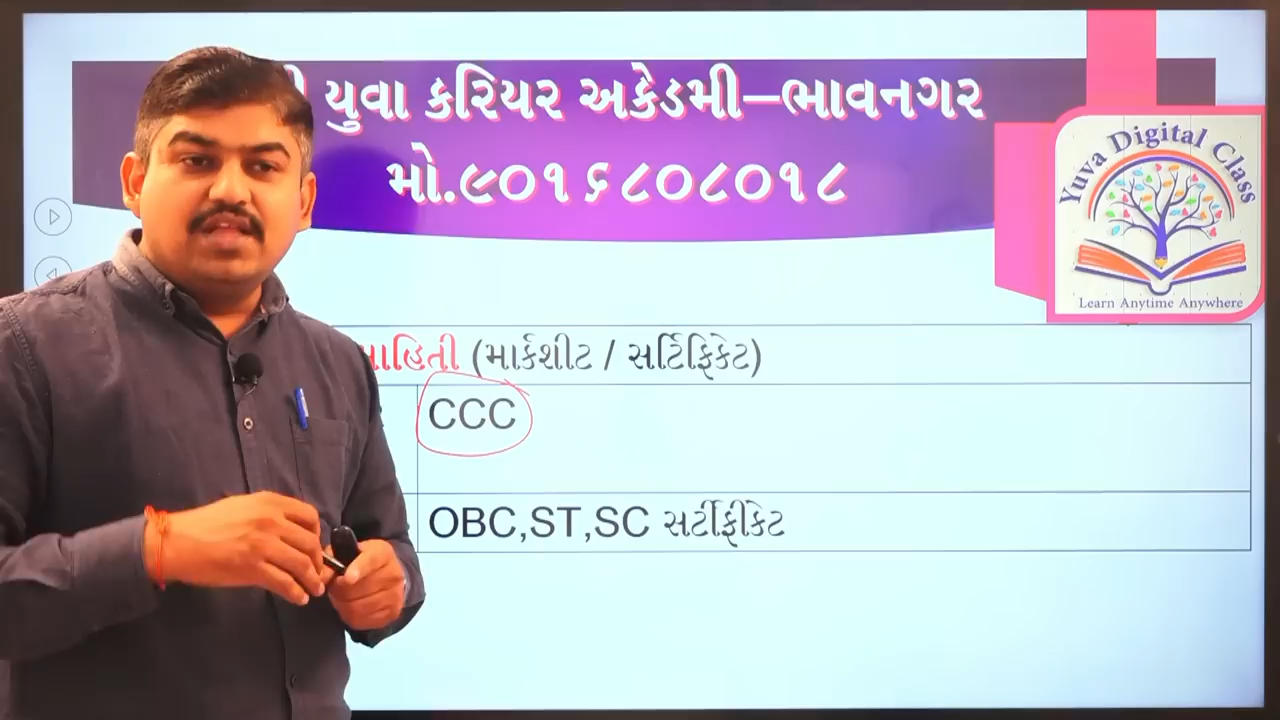 યુવા કરિયર અકેડમી–ભાવનગર
મો.૯૦૧૬૮૦૮૦૧૮
Yuva Digital Class
Learn Anytime Anywhere
(માર્કશીટ / સર્ટિફિકેટ)
CCC
OBC,ST,SC સર્ટીફીકેટ